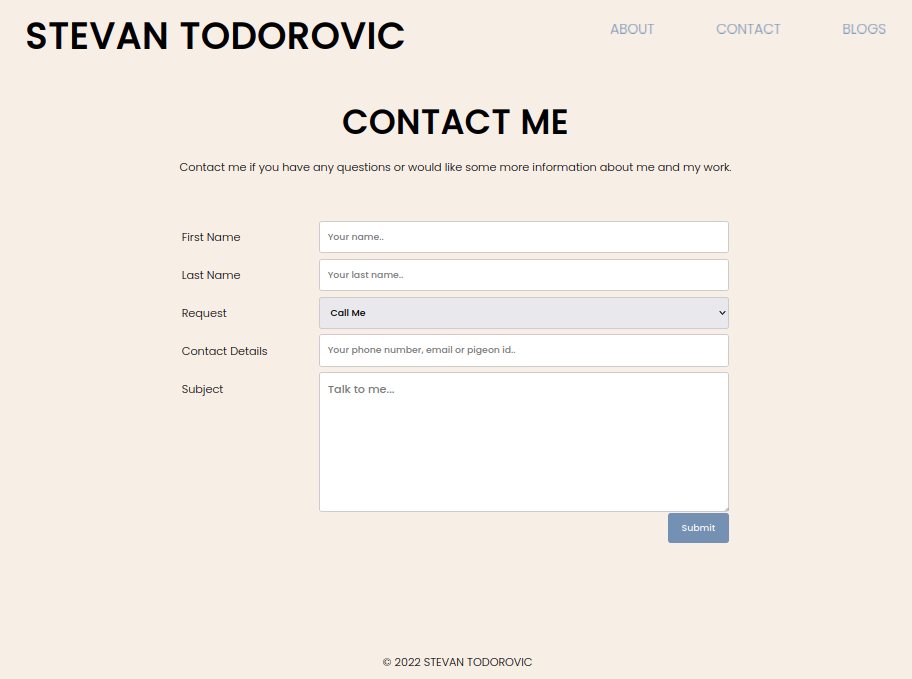 STEVAN TODOROVIC
ABOUT CONTACT BLOGS
CONTACT ME
Contact me if you have any questions or would like some more information about me and my work.
First Name Your name..
Last Name Your last name..
Request Call Me
Contact Details Your phone number, email or pigeon id..
Subject Talk to me...
Submit
© 2022 STEVAN TODOROVIC